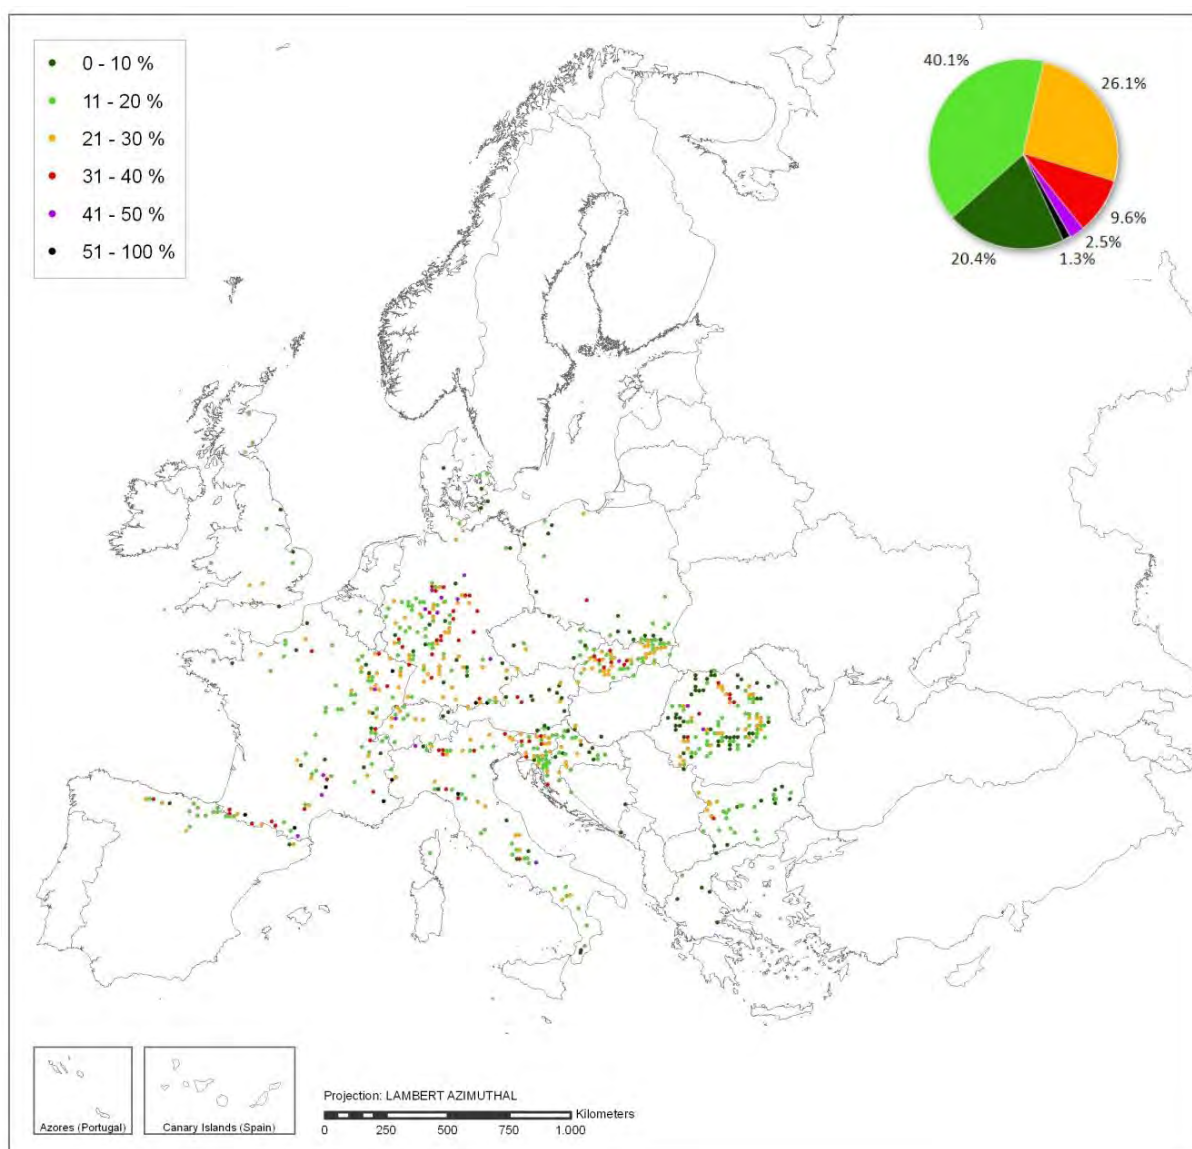 0 - 10 %
11 - 20 %
21 - 30 %
31 - 40 %
41 - 50 %
51 - 100 %
40.1%
26.1%
9.6%
2.5%
1.3%
20.4%
Azores (Portugal)
Canary Islands (Spain)
Projection: LAMBERT AZIMUTHAL
Kilometers
0 250 500 750 1.000